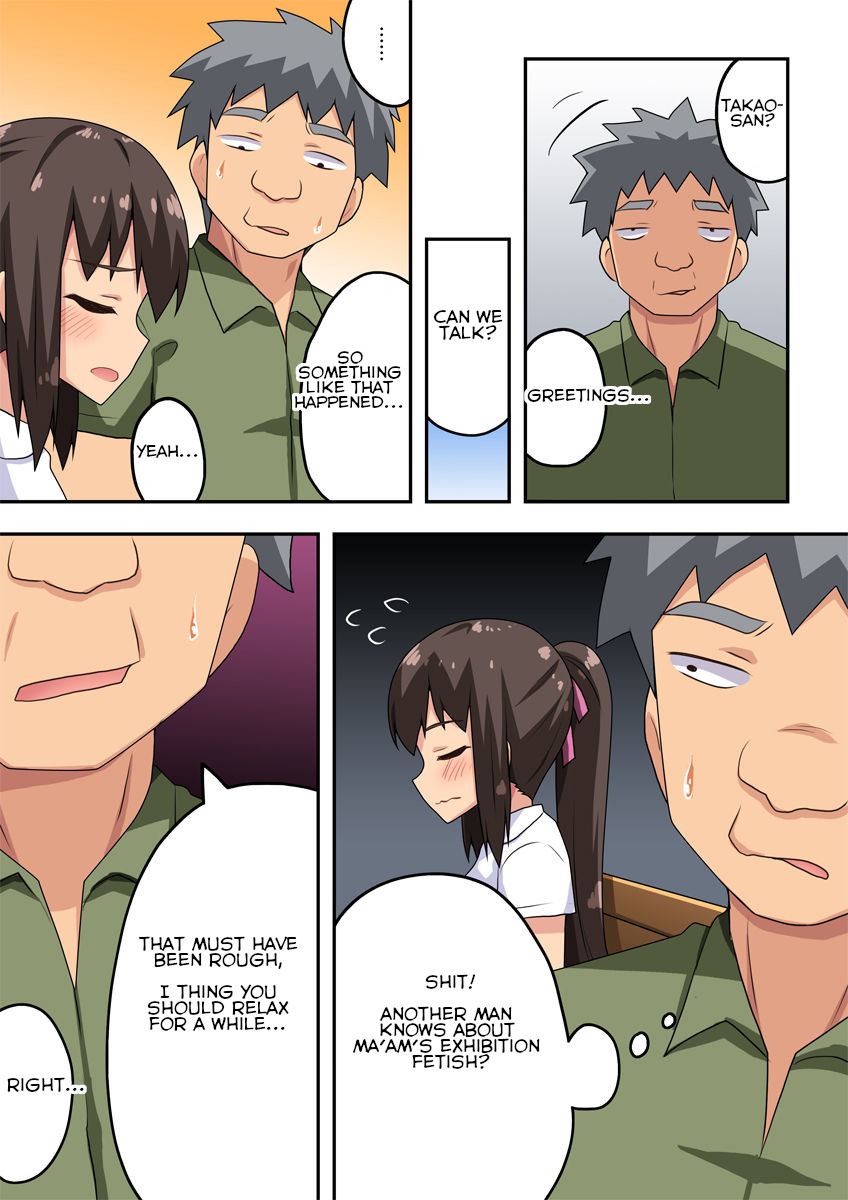 TAKAO-
SAN?
GREETINGS...
CAN WE
TALK?
.......
SO
SOMETHING
LIKE THAT
HAPPENED...
YEAH...
SHIT!
ANOTHER MAN
KNOWS ABOUT
MA'AM'S EXHIBITION
FETISH?
THAT MUST HAVE
BEEN ROUGH,
I THING YOU
SHOULD RELAX
FOR A WHILE...
RIGHT...